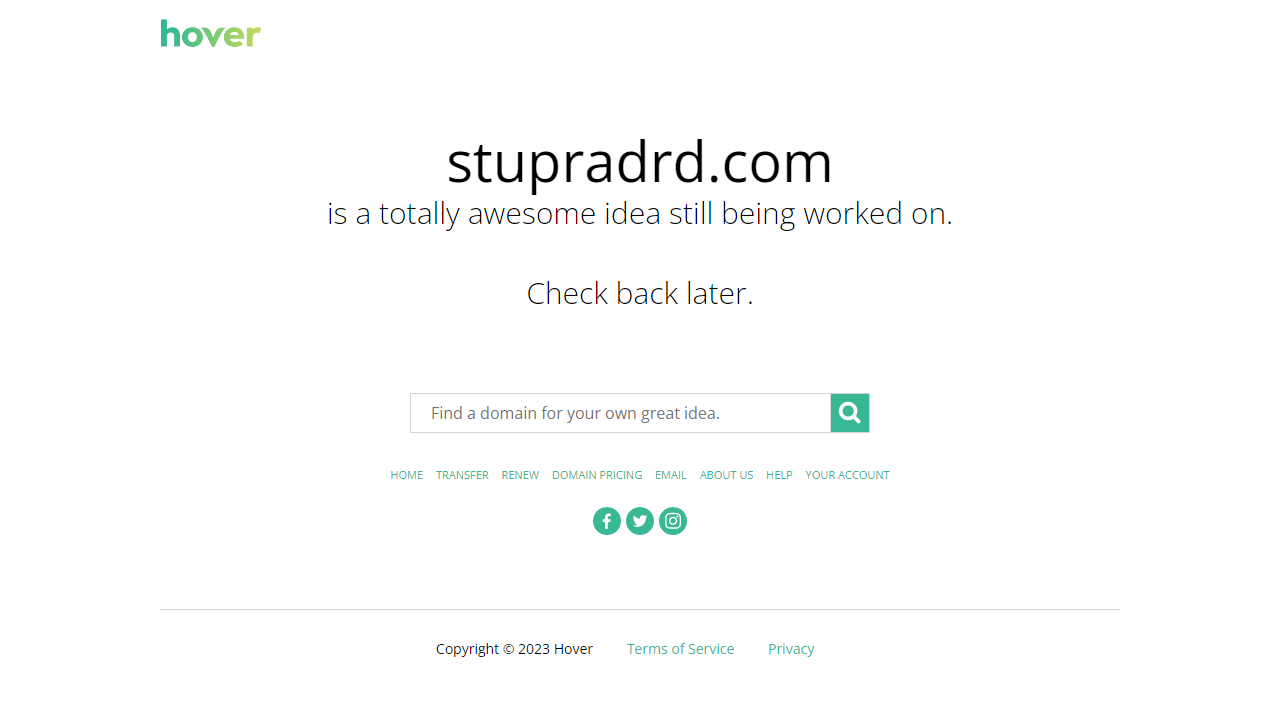 hover
stupradrd.com
is a totally awesome idea still being worked on.
Check back later.
Find a domain for your own great idea.
HOME TRANSFER RENEW DOMAIN PRICING EMAIL ABOUT US HELP YOUR ACCOUNT
Copyright © 2023 Hover Terms of Service Privacy